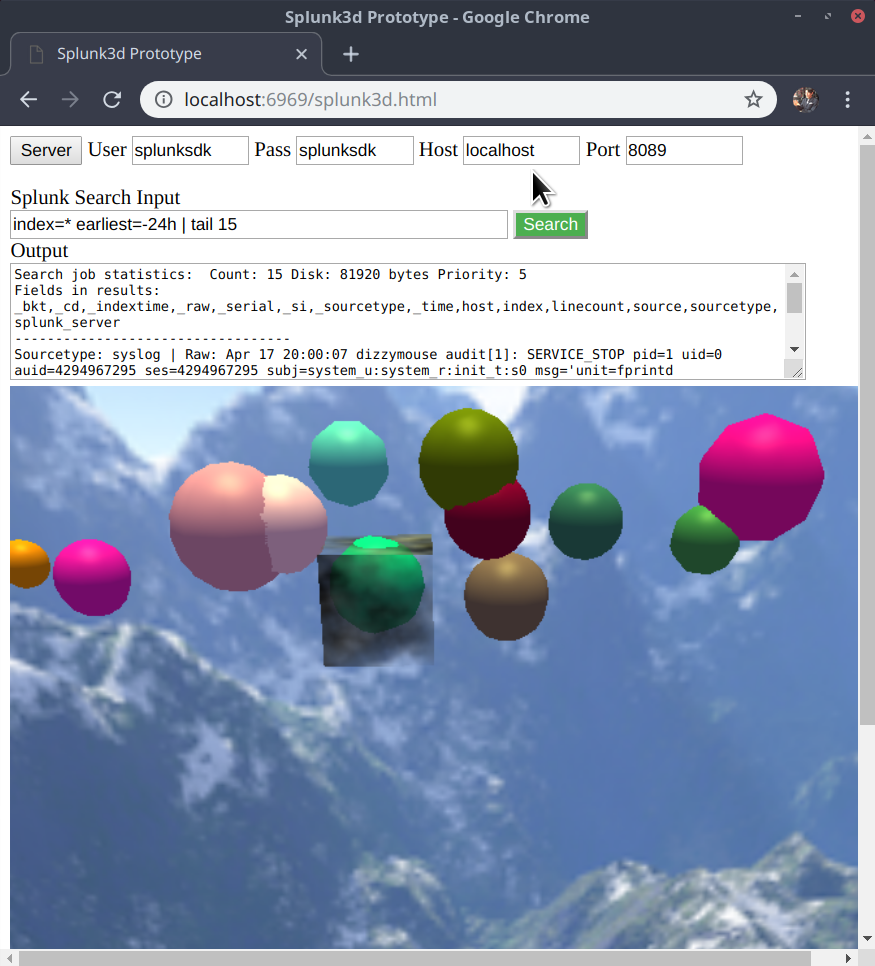 Splunk3d Prototype - Google Chrome
Splunk3d Prototype
localhost:6969/splunk3d.html
Server User splunksdk Pass splunksdk Host localhost Port 8089
Splunk Search Input
index=* earliest=-24h | tail 15 Search
Output
Search job statistics:  Count: 15 Disk: 81920 bytes Priority: 5
Fields in results:
_bkt,_cd,_indextime,_raw,_serial,_si,_sourcetype,_time,host,index,linecount,source,sourcetype,
splunk_server
----------------------------------
Sourcetype: syslog | Raw: Apr 17 20:00:07 dizzymouse audit[1]: SERVICE_STOP pid=1 uid=0
auid=4294967295 ses=4294967295 subj=system_u:system_r:init_t:s0 msg='unit=fprintd